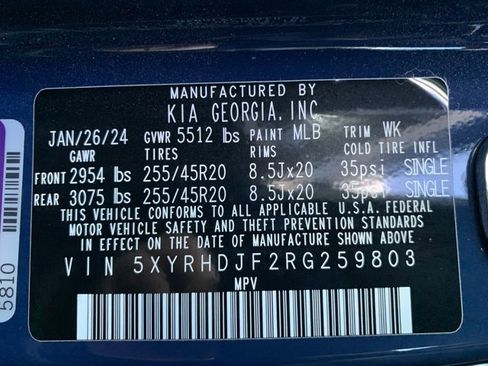 MANUFACTURED BY
KIA GEORGIA, INC
JAN/26/24 GVWR 5512 lbs PAINT MLB TRIM WK
GAWR TIRES RIMS COLD TIRE INFL
FRONT 2954 lbs 255/45R20 8.5Jx20 35psi SINGLE
REAR 3075 lbs 255/45R20 8.5Jx20 35psi SINGLE
THIS VEHICLE CONFORMS TO ALL APPLICABLE U.S.A. FEDERAL
MOTOR VEHICLE SAFETY AND THEFT PREVENTION STANDARDS
IN EFFECT ON THE DATE OF MANUFACTURE SHOWN ABOVE.
VIN 5XYRHDJF2RG259803
MPV
5810